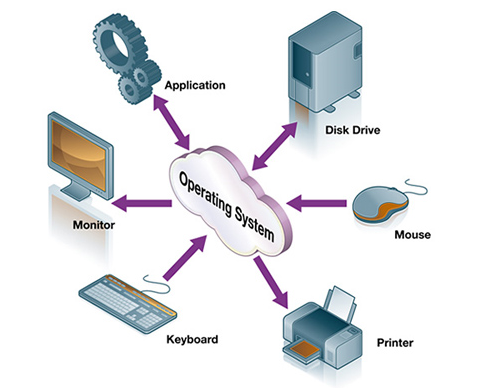 Application
Disk Drive
Operating System
Monitor
Mouse
Keyboard
Printer